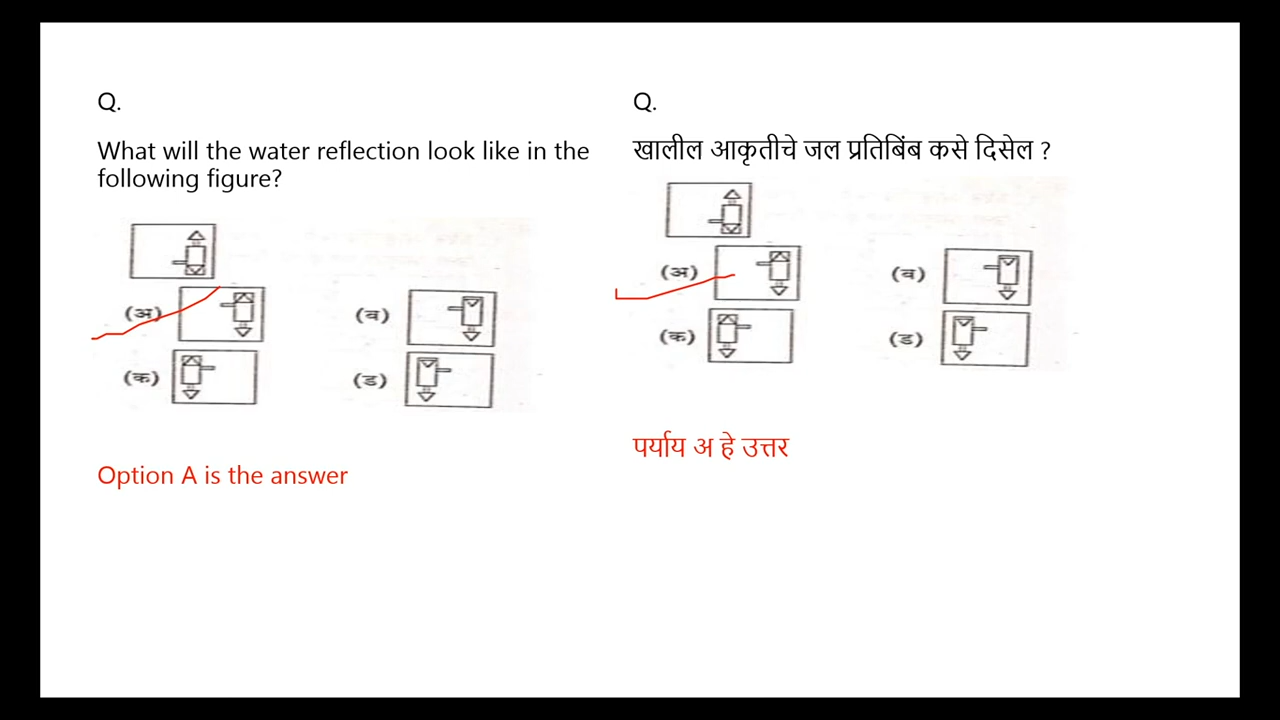 Q.
What will the water reflection look like in the
following figure?
(अ)
(ब)
(क)
(ड)
Option A is the answer
Q.
खालील आकृतीचे जल प्रतिबिंब कसे दिसेल ?
(अ)
(ब)
(क)
(ड)
पर्याय अ हे उत्तर